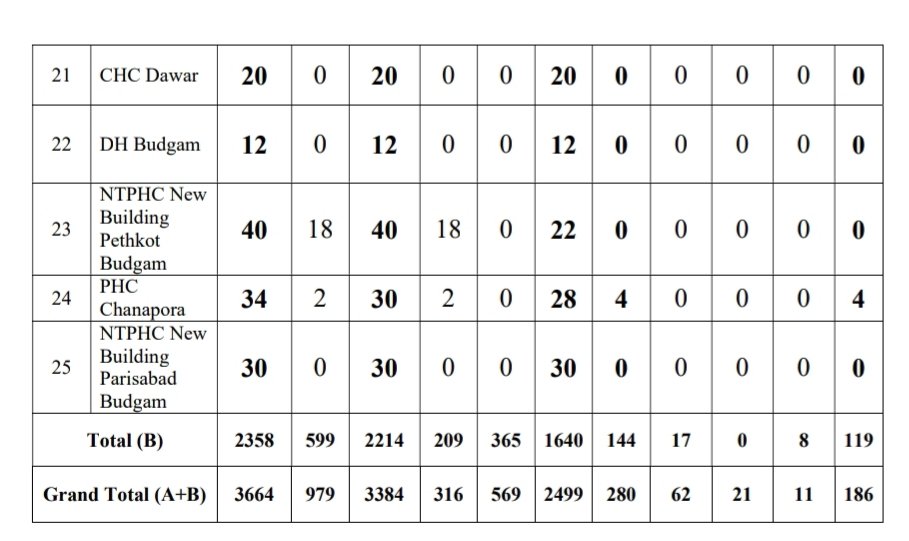 21 CHC Dawar 20 0 20 0 0 20 0 0 0 0 0
22 DH Budgam 12 0 12 0 0 12 0 0 0 0 0
NTPHC New
Building
23 Pethkot 40 18 40 18 0 22 0 0 0 0 0
Budgam
PHC
24 Chanapora 34 2 30 2 0 28 4 0 0 0 4
NTPHC New
Building
25 Parisabad 30 0 30 0 0 30 0 0 0 0 0
Budgam
Total (B) 2358 599 2214 209 365 1640 144 17 0 8 119
Grand Total (A+B) 3664 979 3384 316 569 2499 280 62 21 11 186